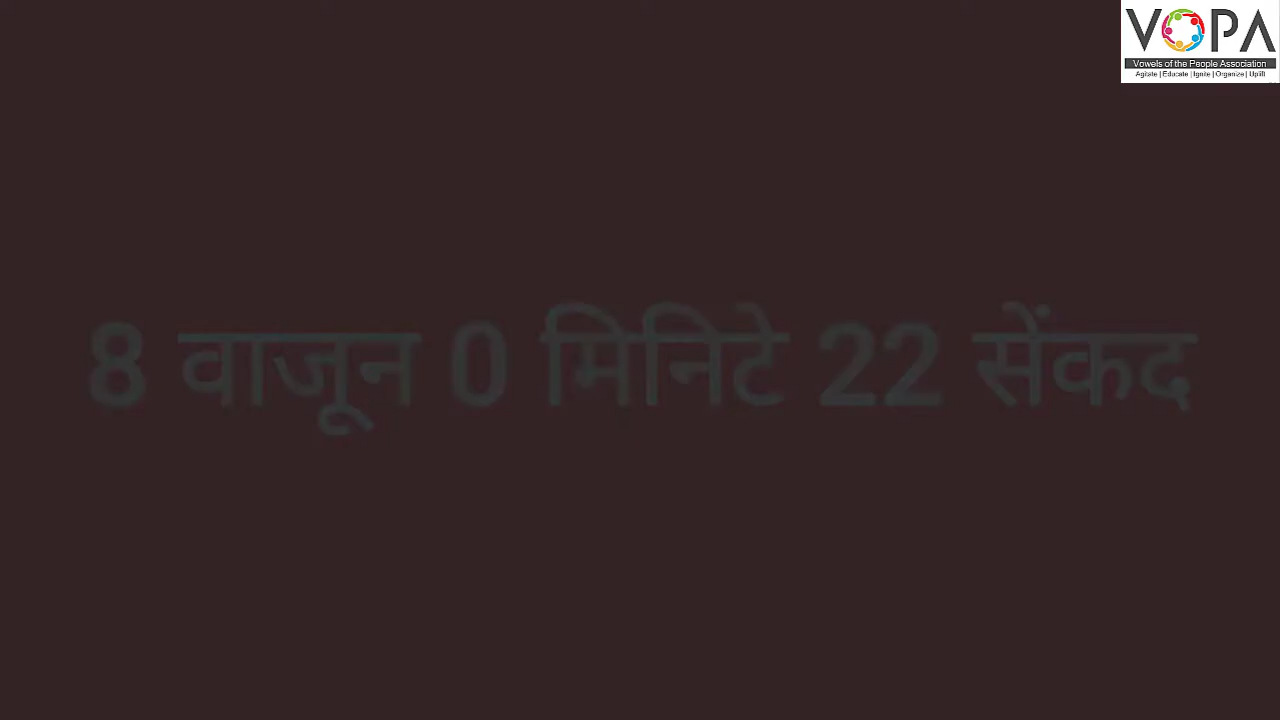 VOPA
Vowels of the People Association
Agitate | Educate | Ignite | Organize | Uplift
8 वाजून 0 मिनिटे 22 सेंकद